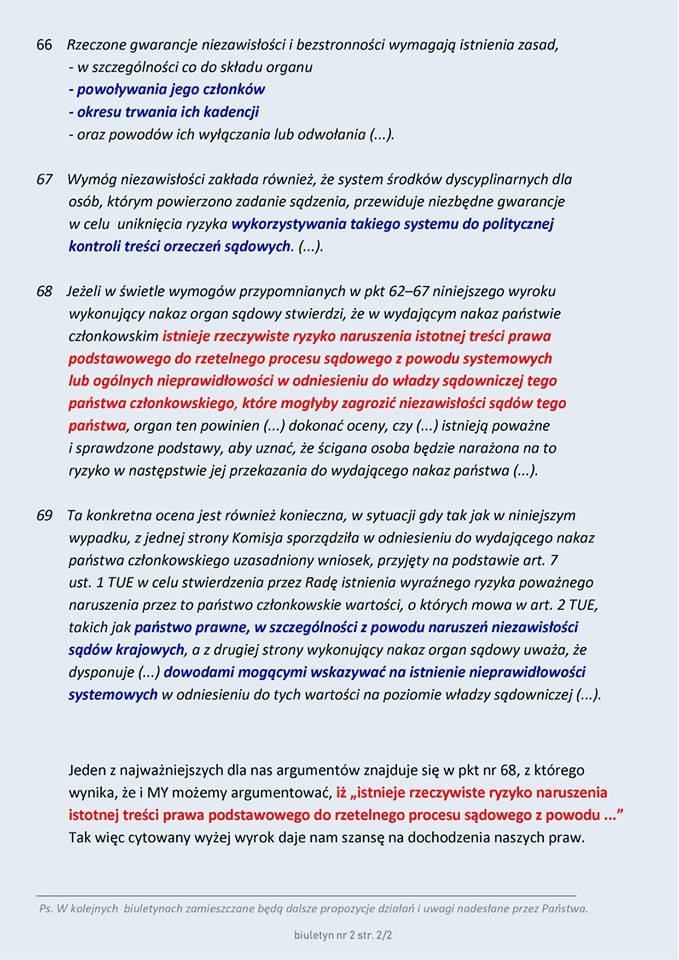 66 Rzeczone gwarancje niezawisłości i bezstronności wymagają istnienia zasad,
- w szczególności co do składu organu
- powoływania jego członków
- okresu trwania ich kadencji
- oraz powodów ich wyłączania lub odwołania (...).
67 Wymóg niezawisłości zakłada również, że system środków dyscyplinarnych dla
osób, którym powierzono zadanie sądzenia, przewiduje niezbędne gwarancje
w celu uniknięcia ryzyka wykorzystywania takiego systemu do politycznej
kontroli treści orzeczeń sądowych. (...).
68 Jeżeli w świetle wymogów przypomnianych w pkt 62–67 niniejszego wyroku
wykonujący nakaz organ sądowy stwierdzi, że w wydającym nakaz państwie
członkowskim istnieje rzeczywiste ryzyko naruszenia istotnej treści prawa
podstawowego do rzetelnego procesu sądowego z powodu systemowych
lub ogólnych nieprawidłowości w odniesieniu do władzy sądowniczej tego
państwa członkowskiego, które mogłyby zagrozić niezawisłości sądów tego
państwa, organ ten powinien (...) dokonać oceny, czy (...) istnieją poważne
i sprawdzone podstawy, aby uznać, że ścigana osoba będzie narażona na to
ryzyko w następstwie jej przekazania do wydającego nakaz państwa (...).
69 Ta konkretna ocena jest również konieczna, w sytuacji gdy tak jak w niniejszym
wypadku, z jednej strony Komisja sporządziła w odniesieniu do wydającego nakaz
państwa członkowskiego uzasadniony wniosek, przyjęty na podstawie art. 7
ust. 1 TUE w celu stwierdzenia przez Radę istnienia wyraźnego ryzyka poważnego
naruszenia przez to państwo członkowskie wartości, o których mowa w art. 2 TUE,
takich jak państwo prawne, w szczególności z powodu naruszeń niezawisłości
sądów krajowych, a z drugiej strony wykonujący nakaz organ sądowy uważa, że
dysponuje (...) dowodami mogącymi wskazywać na istnienie nieprawidłowości
systemowych w odniesieniu do tych wartości na poziomie władzy sądowniczej (...).
Jeden z najważniejszych dla nas argumentów znajduje się w pkt nr 68, z którego
wynika, że i MY możemy argumentować, iż „istnieje rzeczywiste ryzyko naruszenia
istotnej treści prawa podstawowego do rzetelnego procesu sądowego z powodu ...”
Tak więc cytowany wyżej wyrok daje nam szansę na dochodzenia naszych praw.
Ps. W kolejnych biuletynach zamieszczane będą dalsze propozycje działań i uwagi nadesłane przez Państwa.
biuletyn nr 2 str. 2/2